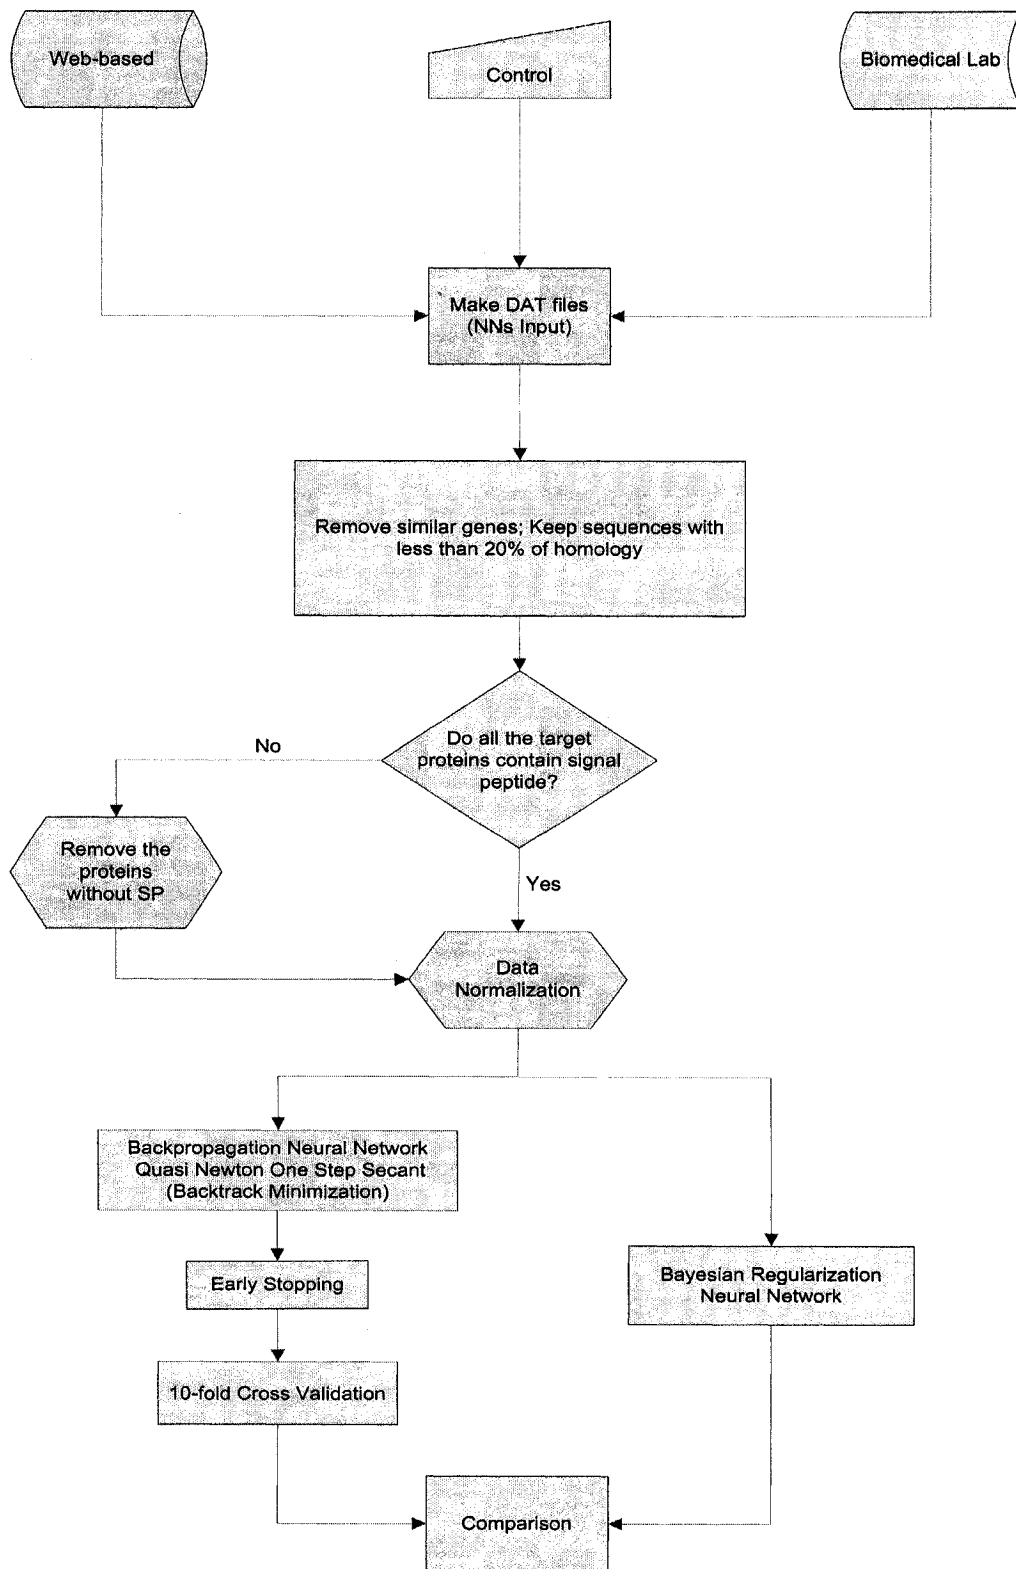 Web-based
Control
Biomedical Lab
Make DAT files
(NNs Input)
Remove similar genes; Keep sequences with
less than 20% of homology
Do all the target
proteins contain signal
peptide?
No
Remove the
proteins
without SP
Yes
Data
Normalization
Backpropagation Neural Network
Quasi Newton One Step Secant
(Backtrack Minimization)
Early Stopping
Bayesian Regularization
Neural Network
10-fold Cross Validation
Comparison